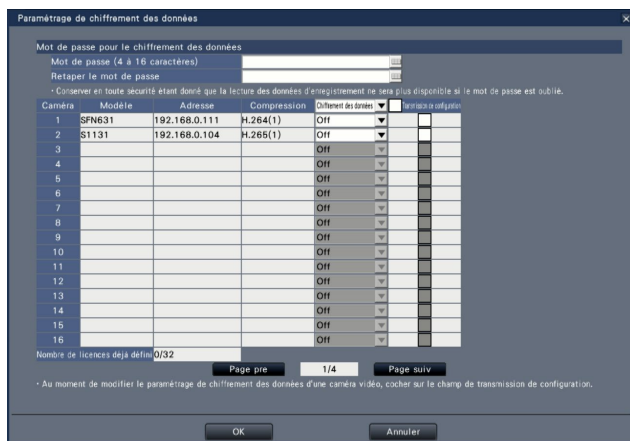 Paramétrage de chiffrement des données
Mot de passe pour le chiffrement des données
Mot de passe (4 à 16 caractères)
Retaper le mot de passe
• Conserver en toute sécurité étant donné que la lecture des données d'enregistrement ne sera plus disponible si le mot de passe est oublié.
Caméra Modèle Adresse Compression Chiffrement des données Transmission de configuration
1 SFN631 192.168.0.111 H.264(1) Off
2 S1131 192.168.0.104 H.265(1) Off
3 Off
4 Off
5 Off
6 Off
7 Off
8 Off
9 Off
10 Off
11 Off
12 Off
13 Off
14 Off
15 Off
16 Off
Nombre de licences déjà défini 0/32
Page pre 1/4 Page suiv
• Au moment de modifier le paramétrage de chiffrement des données d'une caméra vidéo, cocher sur le champ de transmission de configuration.
OK Annuler